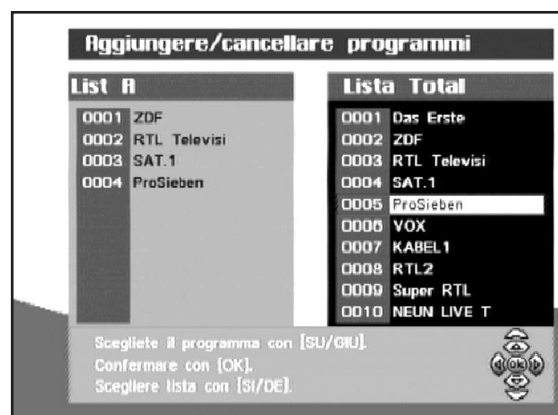 Aggiungere/cancellare programmi
List A
0001 ZDF
0002 RTL Televisi
0003 SAT.1
0004 ProSieben
Lista Total
0001 Das Erste
0002 ZDF
0003 RTL Televisi
0004 SAT.1
0005 ProSieben
0006 VOX
0007 KABEL1
0008 RTL2
0009 Super RTL
0010 NEUN LIVE T
Scegliete il programma con [SU/GIU].
Confermare con [OK].
Scegliere lista con [SI/DE].
ok